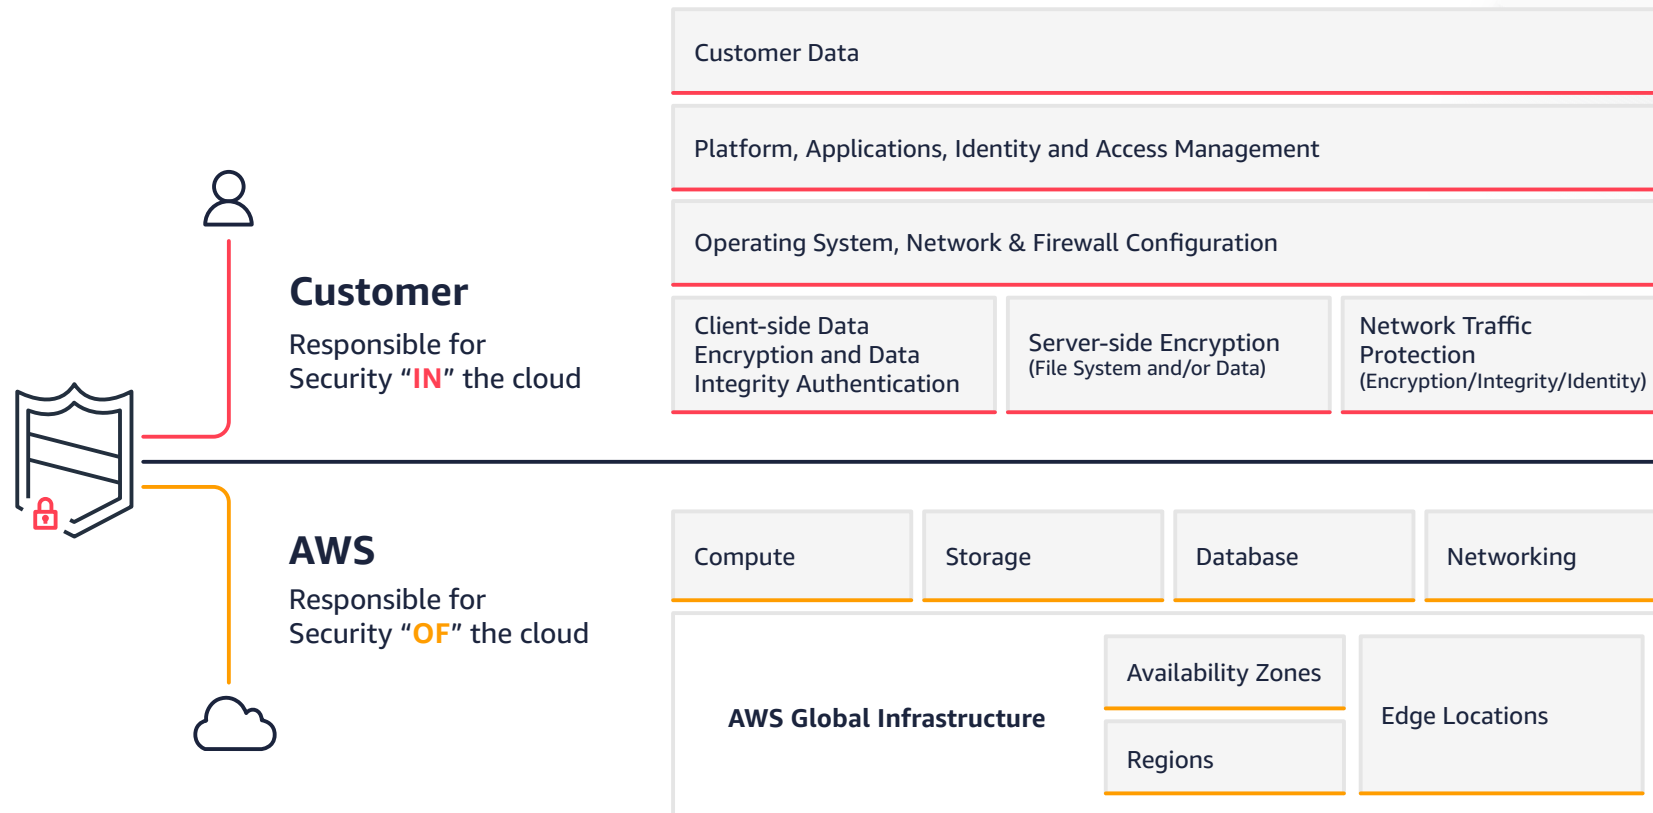 Customer Data
Platform, Applications, Identity and Access Management
Operating System, Network & Firewall Configuration
Customer
Responsible for
Security “IN” the cloud
Client-side Data
Encryption and Data
Integrity Authentication
Server-side Encryption
(File System and/or Data)
Network Traffic
Protection
(Encryption/Integrity/Identity)
AWS
Responsible for
Security “OF” the cloud
Compute
Storage
Database
Networking
AWS Global Infrastructure
Availability Zones
Regions
Edge Locations